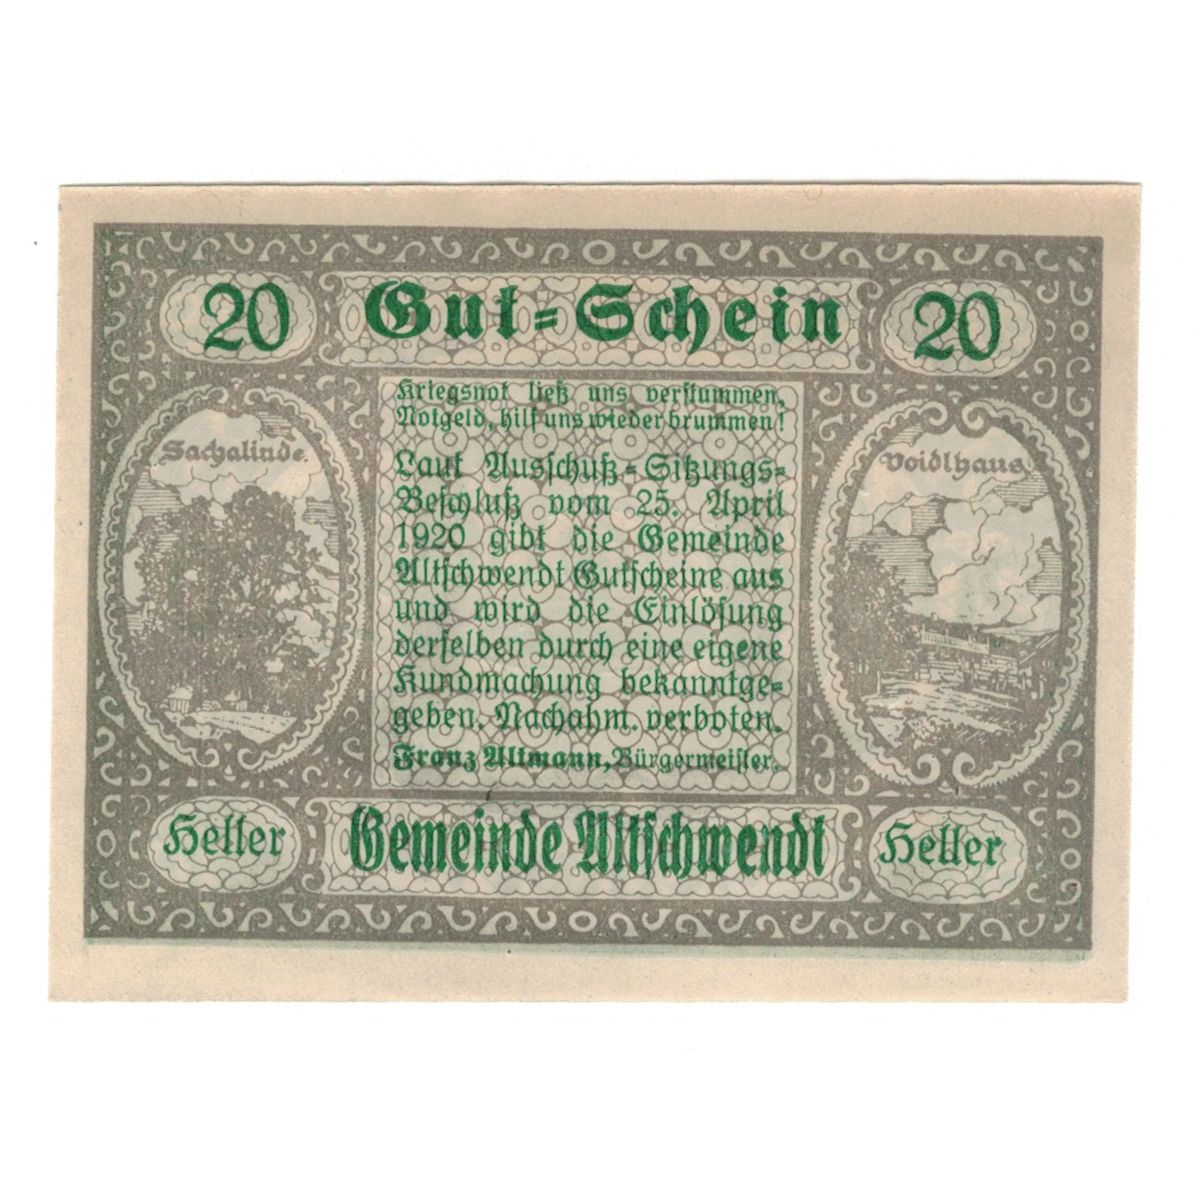 20 Gut=Schein 20
Kriegsnot ließ uns verstummen,
Notgeld, hilf uns wieder brummen!
Sachalinde.
Voidlhaus
Laut Ausschuß=Sitzungs=
Beschluß vom 25. April
1920 gibt die Gemeinde
Altschwendt Gutscheine aus
und wird die Einlösung
derselben durch eine eigene
Kundmachung bekanntge=
geben. Nachahm. verboten.
Franz Altmann, Bürgermeister.
Heller Gemeinde Altschwendt Heller